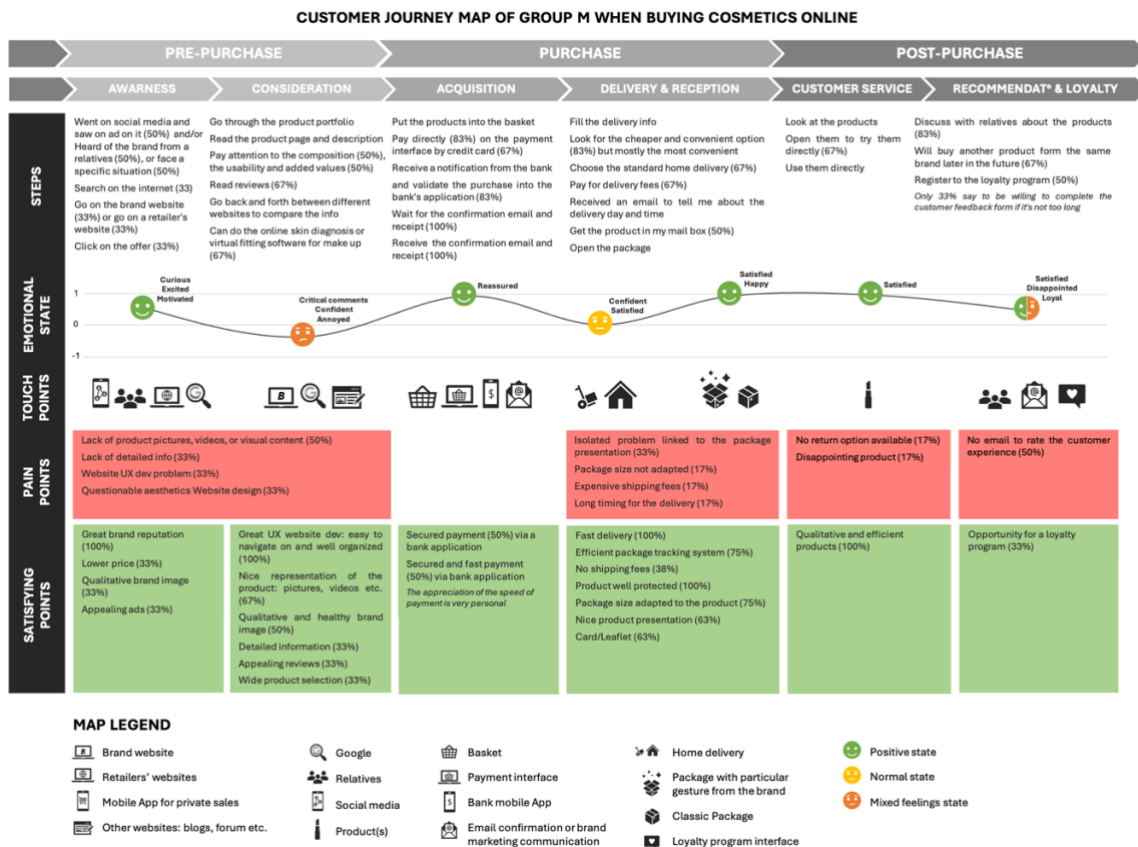 CUSTOMER JOURNEY MAP OF GROUP M WHEN BUYING COSMETICS ONLINE
PRE-PURCHASE
PURCHASE
POST-PURCHASE
AWARNESS
CONSIDERATION
ACQUISITION
DELIVERY & RECEPTION
CUSTOMER SERVICE
RECOMMENDAT° & LOYALTY
STEPS
Went on social media and
saw on ad on it (50%) and/or
Heard of the brand from a
relatives (50%), or face a
specific situation (50%)
Search on the internet (33)
Go on the brand website
(33%) or go on a retailer's
website (33%)
Click on the offer (33%)
Go through the product portfolio
Read the product page and description
Pay attention to the composition (50%),
the usability and added values (50%)
Read reviews (67%)
Go back and forth between different
websites to compare the info
Can do the online skin diagnosis or
virtual fitting software for make up
(67%)
Put the products into the basket
Pay directly (83%) on the payment
interface by credit card (67%)
Receive a notification from the bank
and validate the purchase into the
bank's application (83%)
Wait for the confirmation email and
receipt (100%)
Receive the confirmation email and
receipt (100%)
Fill the delivery info
Look for the cheaper and convenient option
(83%) but mostly the most convenient
Choose the standard home delivery (67%)
Pay for delivery fees (67%)
Received an email to tell me about the
delivery day and time
Get the product in my mail box (50%)
Open the package
Look at the products
Open them to try them
directly (67%)
Use them directly
Discuss with relatives about the products
(83%)
Will buy another product form the same
brand later in the future (67%)
Register to the loyalty program (50%)
Only 33% say to be willing to complete the
customer feedback form if it's not too long
EMOTIONAL
STATE
1
0
-1
Curious
Excited
Motivated
Critical comments
Confident
Annoyed
Reassured
Confident
Satisfied
Satisfied
Happy
Satisfied
Satisfied
Disappointed
Loyal
TOUCH
POINTS
PAIN
POINTS
Lack of product pictures, videos, or visual content (50%)
Lack of detailed info (33%)
Website UX dev problem (33%)
Questionable aesthetics Website design (33%)
Isolated problem linked to the package
presentation (33%)
Package size not adapted (17%)
Expensive shipping fees (17%)
Long timing for the delivery (17%)
No return option available (17%)
Disappointing product (17%)
No email to rate the customer
experience (50%)
SATISFYING
POINTS
Great brand reputation
(100%)
Lower price (33%)
Qualitative brand image
(33%)
Appealing ads (33%)
Great UX website dev: easy to
navigate on and well organized
(100%)
Nice representation of the
product: pictures, videos etc.
(67%)
Qualitative and healthy brand
image (50%)
Detailed information (33%)
Appealing reviews (33%)
Wide product selection (33%)
Secured payment (50%) via a
bank application
Secured and fast payment
(50%) via bank application
The appreciation of the speed of
payment is very personal
Fast delivery (100%)
Efficient package tracking system (75%)
No shipping fees (38%)
Product well protected (100%)
Package size adapted to the product (75%)
Nice product presentation (63%)
Card/Leaflet (63%)
Qualitative and efficient
products (100%)
Opportunity for a loyalty
program (33%)
MAP LEGEND
Brand website
Retailers' websites
Mobile App for private sales
Other websites: blogs, forum etc.
Google
Relatives
Social media
Product(s)
Basket
Payment interface
Bank mobile App
Email confirmation or brand
marketing communication
Home delivery
Package with particular
gesture from the brand
Classic Package
Loyalty program interface
Positive state
Normal state
Mixed feelings state